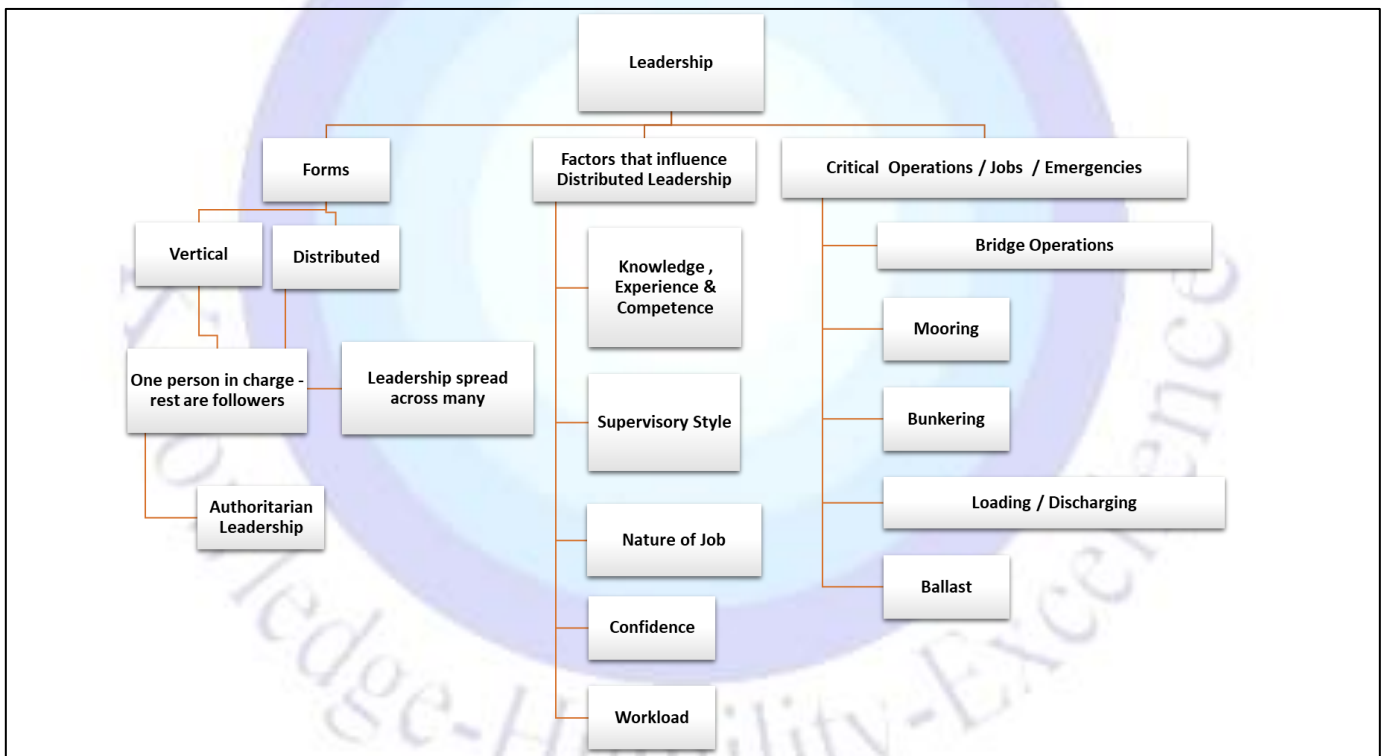 Leadership
Forms
Factors that influence
Distributed Leadership
Critical Operations / Jobs / Emergencies
Vertical
Distributed
One person in charge -
rest are followers
Leadership spread
across many
Authoritarian
Leadership
Knowledge ,
Experience &
Competence
Supervisory Style
Nature of Job
Confidence
Workload
Bridge Operations
Mooring
Bunkering
Loading / Discharging
Ballast